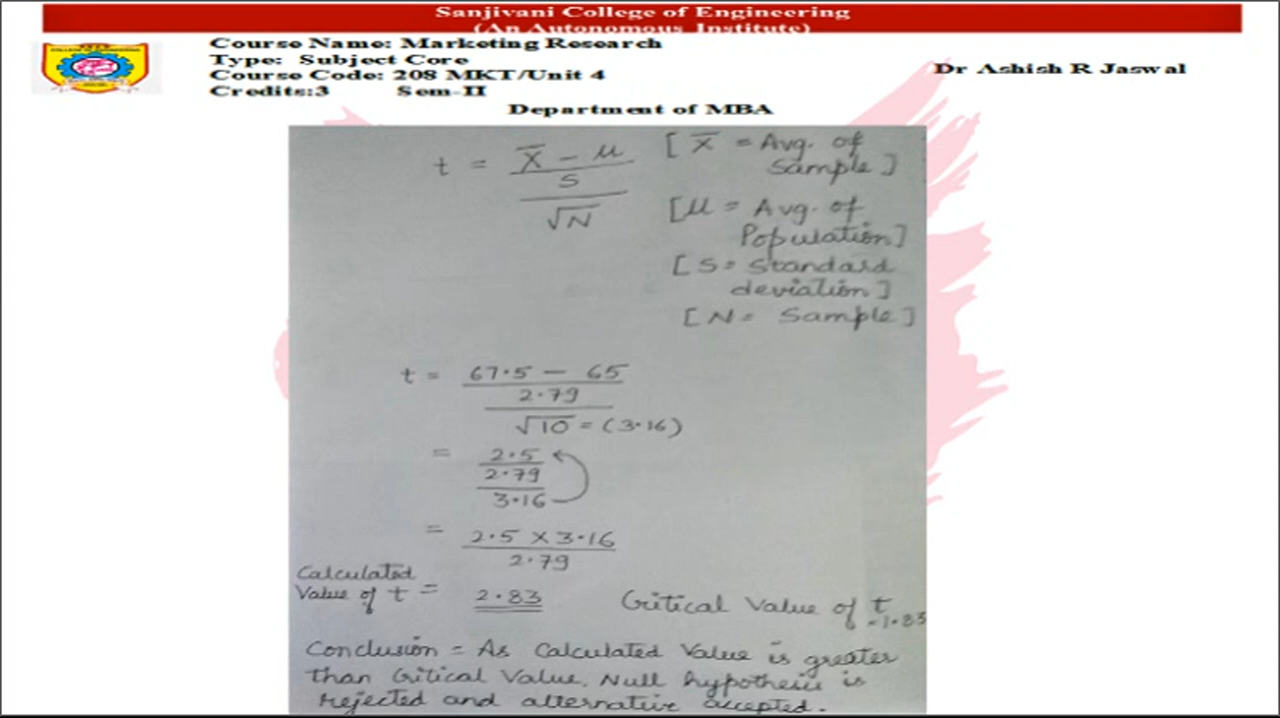 Sanjivani College of Engineering
(An Autonomous Institute)
Course Name: Marketing Research
Type: Subject Core
Course Code: 208 MKT/Unit 4
Credits:3 Sem-II
Dr Ashish R Jaswal
Department of MBA
t = X̅ - μ [ X̅ = Avg. of
S Sample ]
√N
[ μ = Avg. of
Population ]
[ S = Standard
deviation ]
[ N = Sample ]
t = 67.5 - 65
2.79
√10 = (3.16)
= 2.5
2.79
3.16
= 2.5 X 3.16
2.79
Calculated
Value of t = 2.83 Critical Value of t
= 1.83
Conclusion = As Calculated Value is greater
than Critical Value, Null hypothesis is
rejected and alternative accepted.